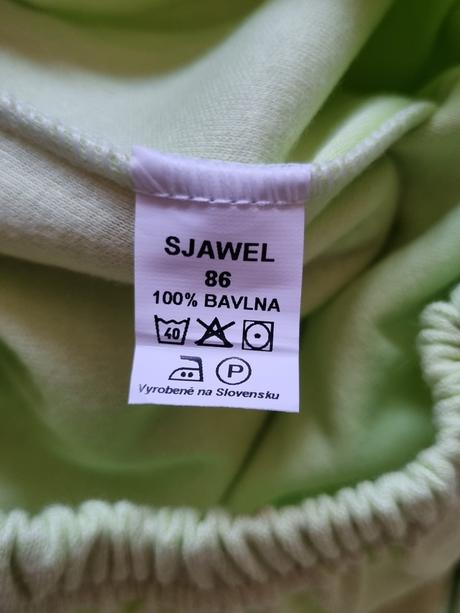 SJAWEL
86
100% BAVLNA
40
P
Vyrobené na Slovensku